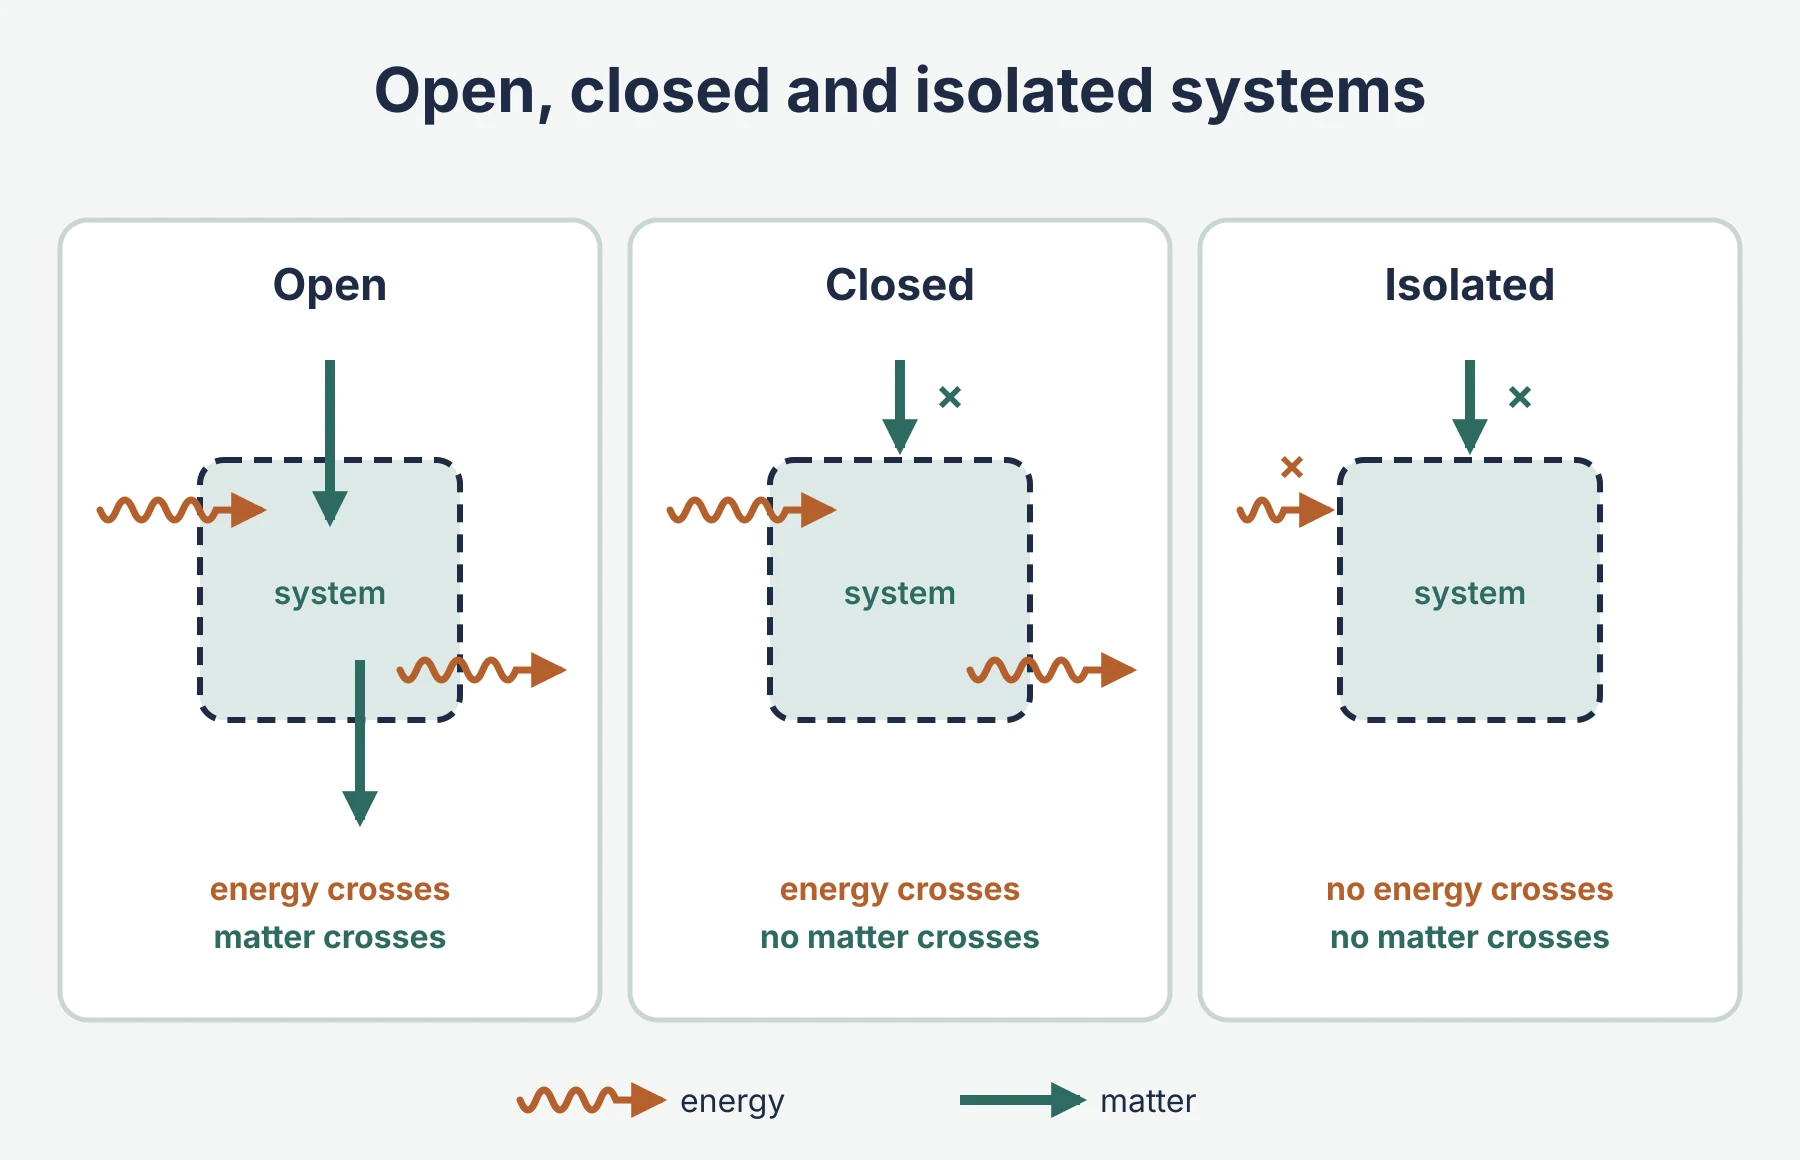 Open, closed and isolated systems
Open
×
system
energy crosses
matter crosses
Closed
×
system
energy crosses
no matter crosses
Isolated
×
×
system
no energy crosses
no matter crosses
energy
matter